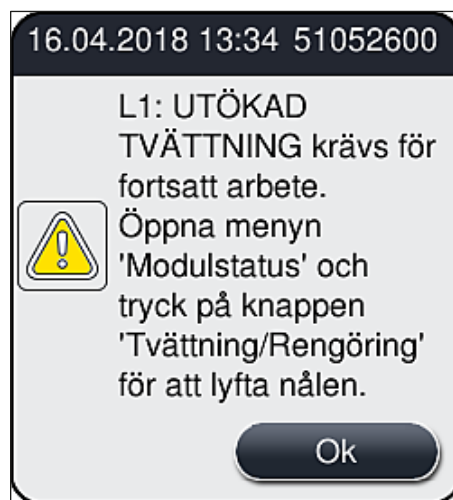 16.04.2018 13:34 51052600
L1: UTÖKAD
TVÄTTNING krävs för
fortsatt arbete.
Öppna menyn
'Modulstatus' och
tryck på knappen
'Tvättning/Rengöring'
för att lyfta nålen.
Ok